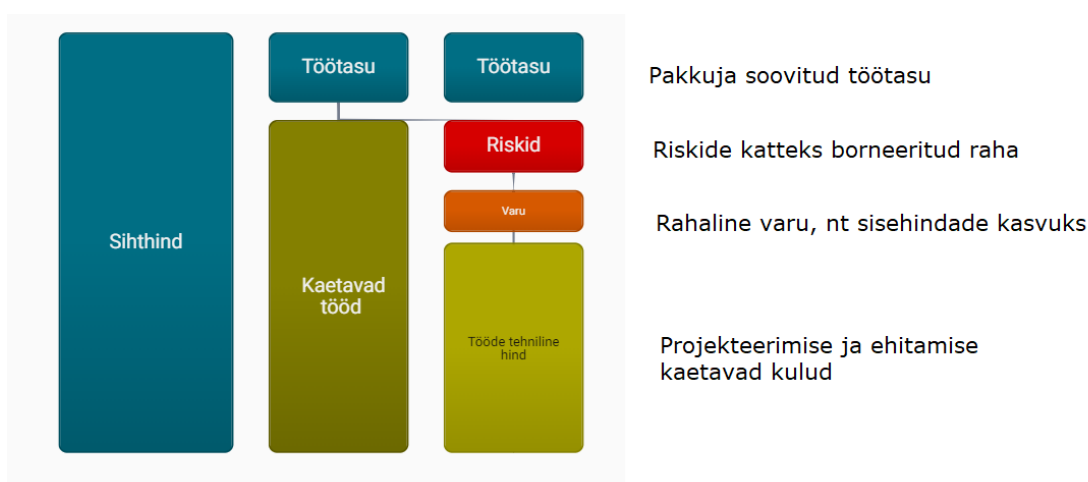 Töötasu
Töötasu
Pakkuja soovitud töötasu
Riskid
Riskide katteks borneeritud raha
Varu
Rahaline varu, nt sisehindade kasvuks
Sihthind
Kaetavad
tööd
Tööde tehniline
hind
Projekteerimise ja ehitamise
kaetavad kulud